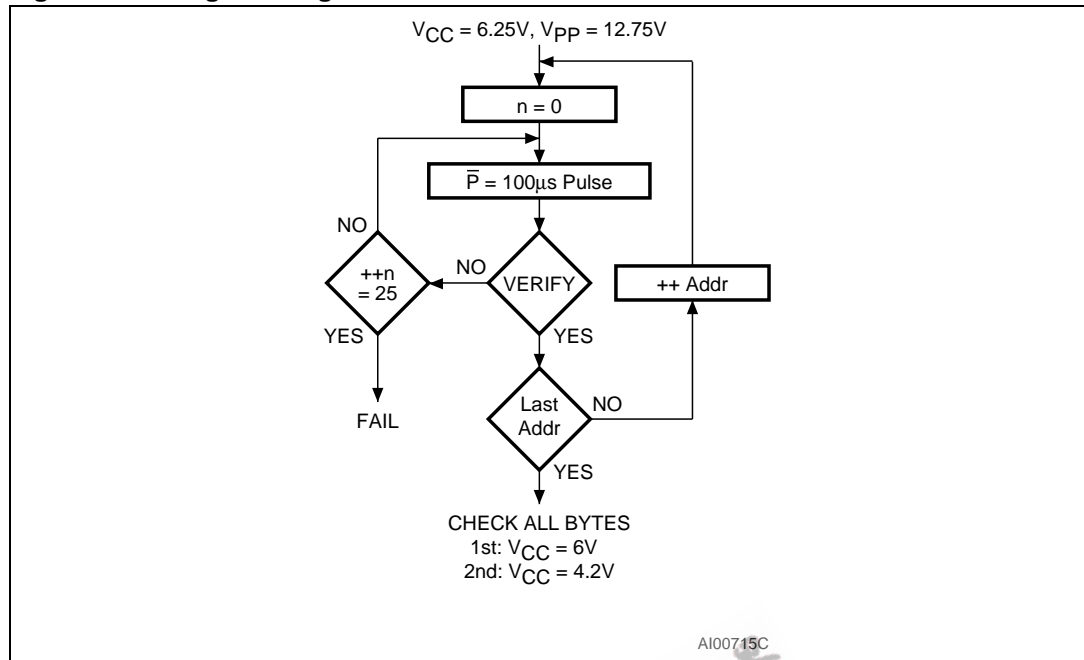 VCC = 6.25V, VPP = 12.75V
n = 0
P̅ = 100μs Pulse
NO
++n
= 25
NO
VERIFY
++ Addr
YES
YES
FAIL
Last
Addr
NO
YES
CHECK ALL BYTES
1st: VCC = 6V
2nd: VCC = 4.2V
AI00715C